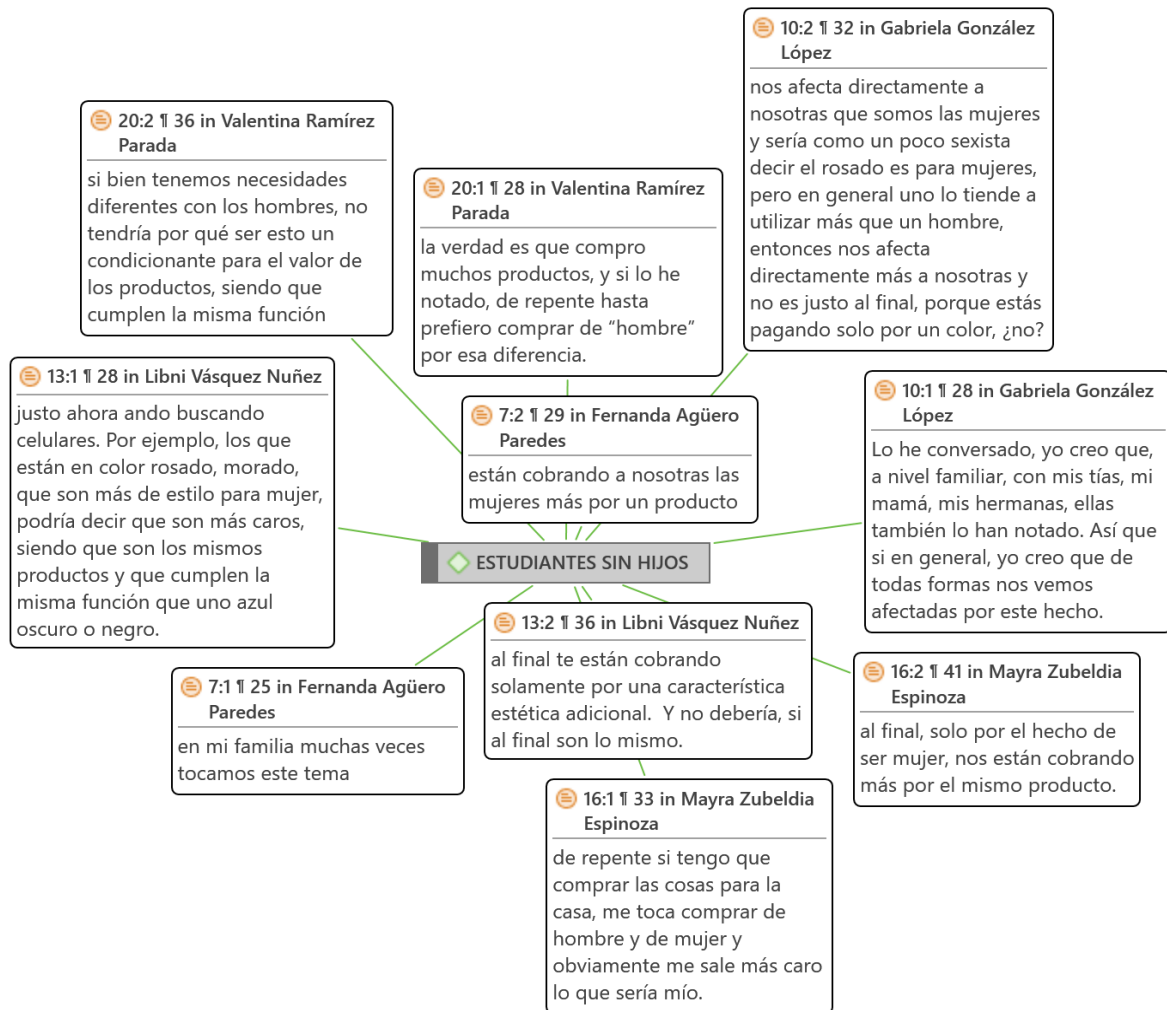 10:2 ¶ 32 in Gabriela González
López
nos afecta directamente a
nosotras que somos las mujeres
y sería como un poco sexista
decir el rosado es para mujeres,
pero en general uno lo tiende a
utilizar más que un hombre,
entonces nos afecta
directamente más a nosotras y
no es justo al final, porque estás
pagando solo por un color, ¿no?
20:2 ¶ 36 in Valentina Ramírez
Parada
si bien tenemos necesidades
diferentes con los hombres, no
tendría por qué ser esto un
condicionante para el valor de
los productos, siendo que
cumplen la misma función
20:1 ¶ 28 in Valentina Ramírez
Parada
la verdad es que compro
muchos productos, y si lo he
notado, de repente hasta
prefiero comprar de “hombre”
por esa diferencia.
13:1 ¶ 28 in Libni Vásquez Nuñez
justo ahora ando buscando
celulares. Por ejemplo, los que
están en color rosado, morado,
que son más de estilo para mujer,
podría decir que son más caros,
siendo que son los mismos
productos y que cumplen la
misma función que uno azul
oscuro o negro.
7:2 ¶ 29 in Fernanda Agüero
Paredes
están cobrando a nosotras las
mujeres más por un producto
10:1 ¶ 28 in Gabriela González
López
Lo he conversado, yo creo que,
a nivel familiar, con mis tías, mi
mamá, mis hermanas, ellas
también lo han notado. Así que
si en general, yo creo que de
todas formas nos vemos
afectadas por este hecho.
ESTUDIANTES SIN HIJOS
13:2 ¶ 36 in Libni Vásquez Nuñez
al final te están cobrando
solamente por una característica
estética adicional.  Y no debería, si
al final son lo mismo.
7:1 ¶ 25 in Fernanda Agüero
Paredes
en mi familia muchas veces
tocamos este tema
16:2 ¶ 41 in Mayra Zubeldia
Espinoza
al final, solo por el hecho de
ser mujer, nos están cobrando
más por el mismo producto.
16:1 ¶ 33 in Mayra Zubeldia
Espinoza
de repente si tengo que
comprar las cosas para la
casa, me toca comprar de
hombre y de mujer y
obviamente me sale más caro
lo que sería mío.